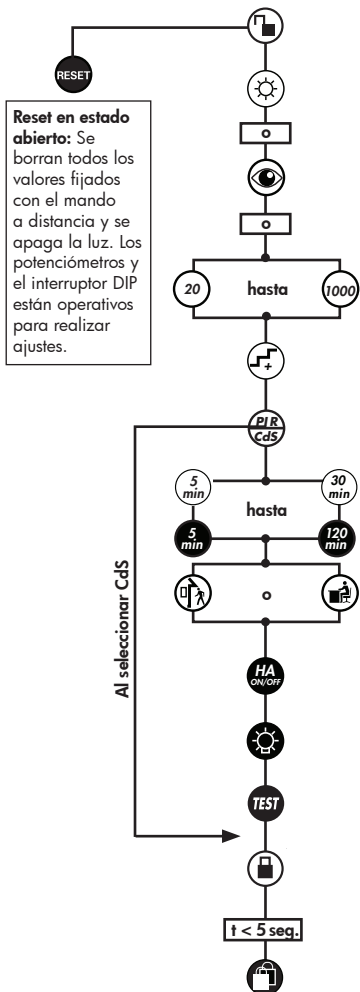 RESET
Reset en estado
abierto: Se
borran todos los
valores fijados
con el mando
a distancia y se
apaga la luz. Los
potenciómetros y
el interruptor DIP
están operativos
para realizar
ajustes.
o
o
20
hasta
1000
+
PIR
CdS
5
min
30
min
hasta
5
min
120
min
o
Al seleccionar CdS
HA
ON/OFF
TEST
t < 5 seg.